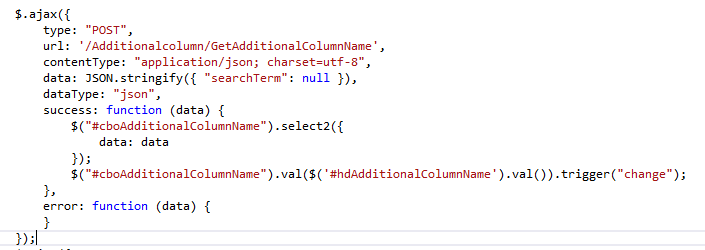 $.ajax({
type: "POST",
url: '/Additionalcolumn/GetAdditionalColumnName',
contentType: "application/json; charset=utf-8",
data: JSON.stringify({ "searchTerm": null }),
dataType: "json",
success: function (data) {
$("#cboAdditionalColumnName").select2({
data: data
});
$("#cboAdditionalColumnName").val($('#hdAdditionalColumnName').val()).trigger("change");
},
error: function (data) {
}
});